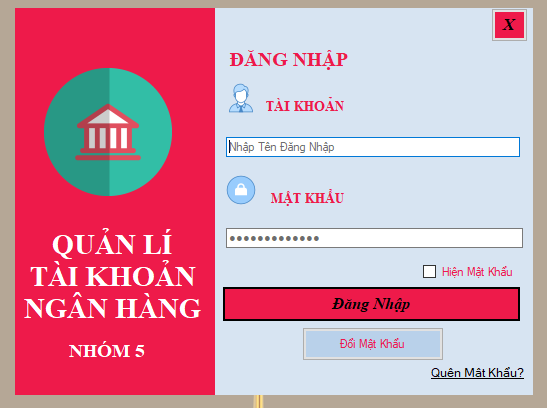 X
ĐĂNG NHẬP
TÀI KHOẢN
Nhập Tên Đăng Nhập
MẬT KHẨU
●●●●●●●●●●●●●
Hiện Mật Khẩu
Đăng Nhập
Đổi Mật Khẩu
Quên Mật Khẩu?
QUẢN LÍ
TÀI KHOẢN
NGÂN HÀNG
NHÓM 5